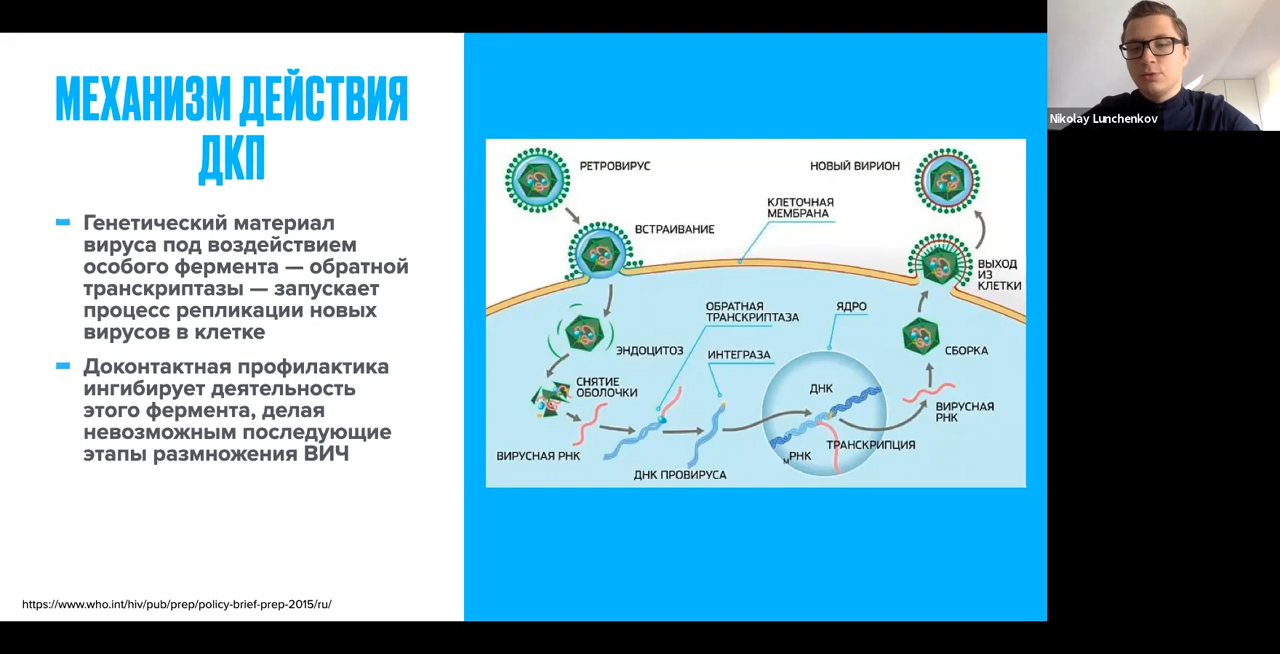 МЕХАНИЗМ ДЕЙСТВИЯ
ДКП
Генетический материал
вируса под воздействием
особого фермента — обратной
транскриптазы — запускает
процесс репликации новых
вирусов в клетке
Доконтактная профилактика
ингибирует деятельность
этого фермента, делая
невозможным последующие
этапы размножения ВИЧ
https://www.who.int/hiv/pub/prep/policy-brief-prep-2015/ru/
РЕТРОВИРУС
НОВЫЙ ВИРИОН
КЛЕТОЧНАЯ
МЕМБРАНА
ВСТРАИВАНИЕ
ВЫХОД
ИЗ
КЛЕТКИ
ОБРАТНАЯ
ТРАНСКРИПТАЗА
ЯДРО
ЭНДОЦИТОЗ
ИНТЕГРАЗА
СБОРКА
СНЯТИЕ
ОБОЛОЧКИ
ДНК
ВИРУСНАЯ
РНК
ТРАНСКРИПЦИЯ
ВИРУСНАЯ РНК
мРНК
ДНК ПРОВИРУСА
Nikolay Lunchenkov